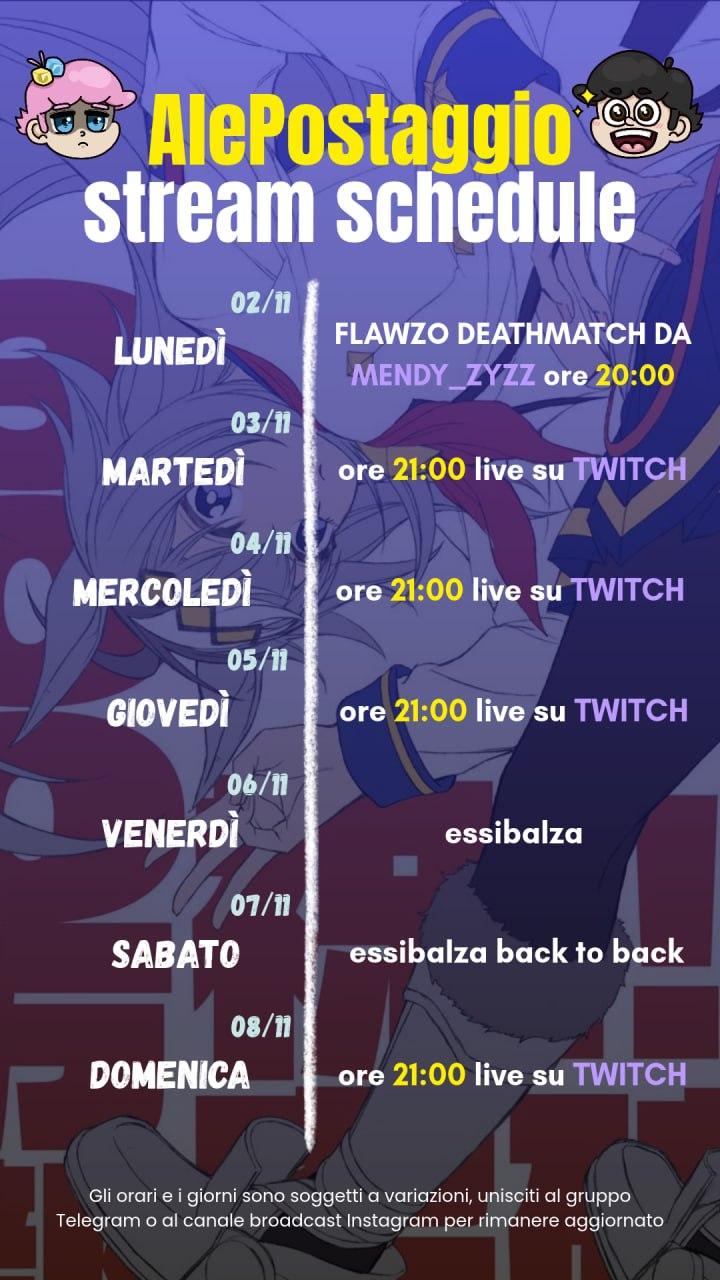 AlePostaggio
stream schedule
02/11
LUNEDÌ
FLAWZO DEATHMATCH DA
MENDY_ZYZZ ore 20:00
03/11
MARTEDÌ
ore 21:00 live su TWITCH
04/11
MERCOLEDÌ
ore 21:00 live su TWITCH
05/11
GIOVEDÌ
ore 21:00 live su TWITCH
06/11
VENERDÌ
essibalza
07/11
SABATO
essibalza back to back
08/11
DOMENICA
ore 21:00 live su TWITCH
Gli orari e i giorni sono soggetti a variazioni, unisciti al gruppo
Telegram o al canale broadcast Instagram per rimanere aggiornato